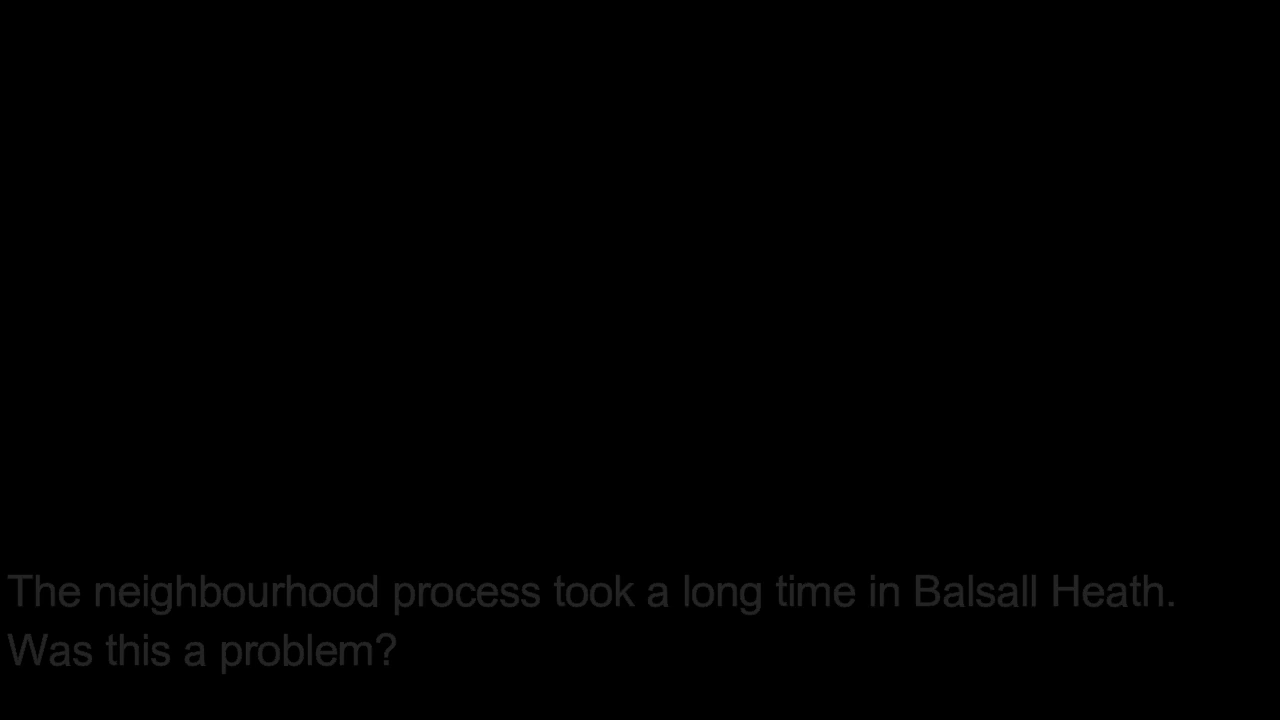 The neighbourhood process took a long time in Balsall Heath.
Was this a problem?